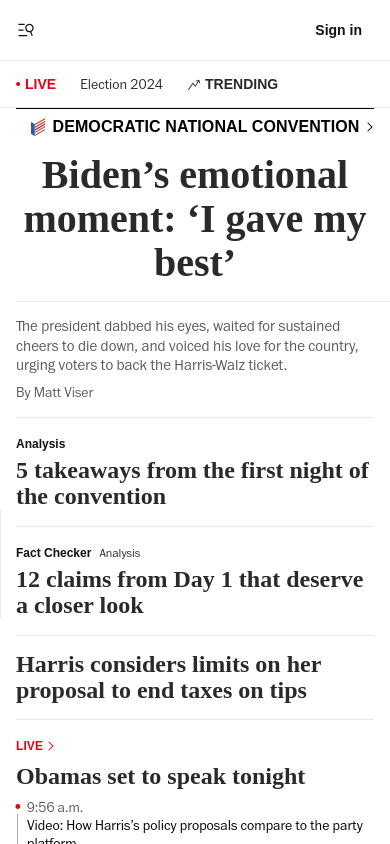 Sign in
LIVE
Election 2024
TRENDING
DEMOCRATIC NATIONAL CONVENTION
Biden’s emotional
moment: ‘I gave my
best’
The president dabbed his eyes, waited for sustained
cheers to die down, and voiced his love for the country,
urging voters to back the Harris-Walz ticket.
By Matt Viser
Analysis
5 takeaways from the first night of
the convention
Fact Checker Analysis
12 claims from Day 1 that deserve
a closer look
Harris considers limits on her
proposal to end taxes on tips
LIVE
Obamas set to speak tonight
9:56 a.m.
Video: How Harris’s policy proposals compare to the party
platform